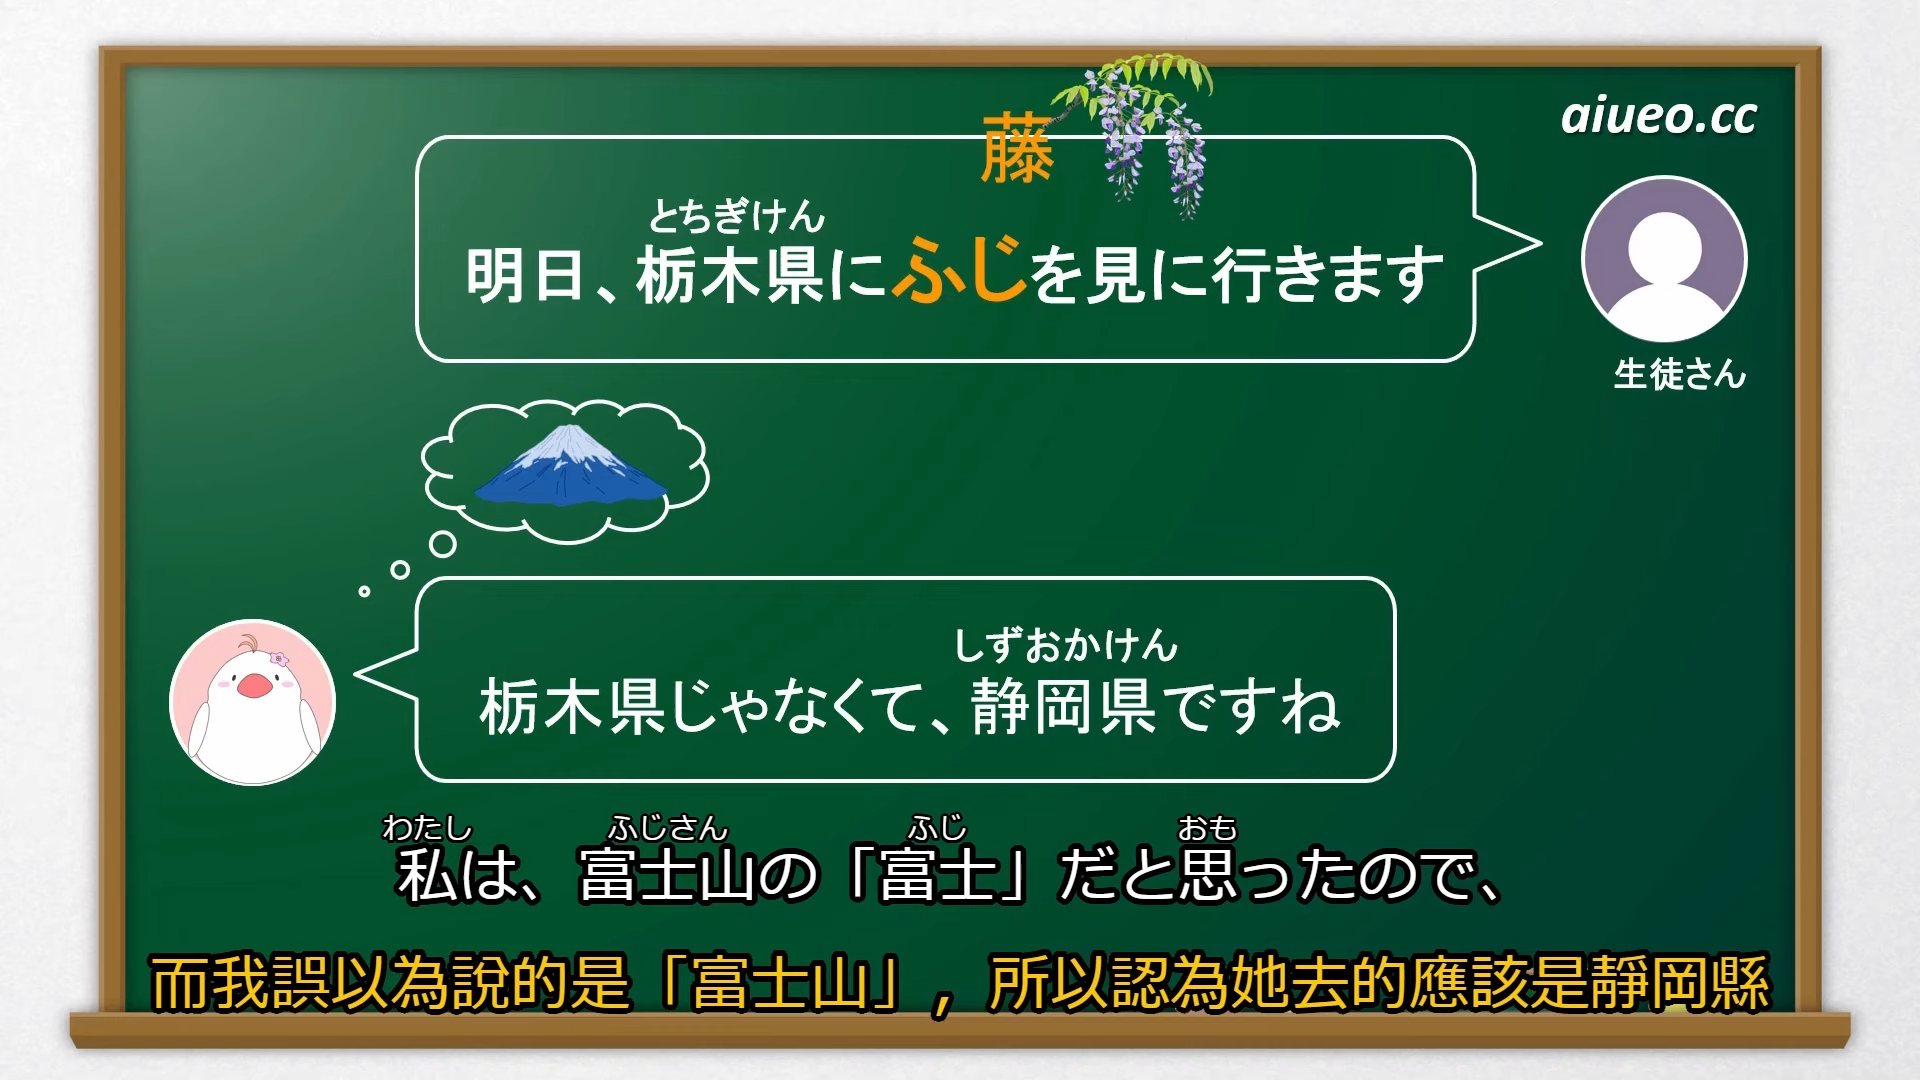 aiueo.cc
藤
とちぎけん
明日、栃木県にふじを見に行きます
生徒さん
しずおかけん
栃木県じゃなくて、静岡県ですね
わたし ふじさん ふじ おも
私は、富士山の「富士」だと思ったので、
而我誤以為說的是「富士山」，所以認為她去的應該是靜岡縣